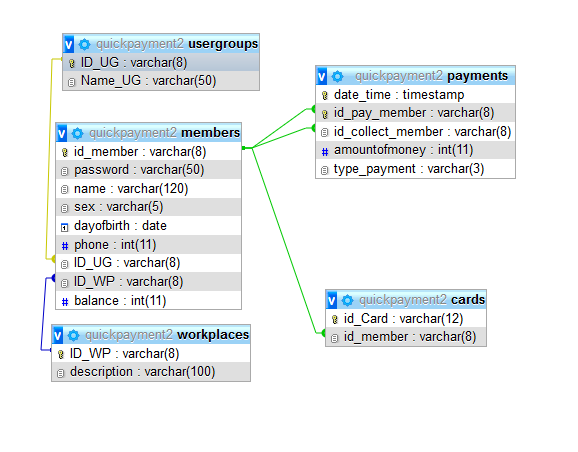 v quickpayment2 usergroups
ID_UG : varchar(8)
Name_UG : varchar(50)
v quickpayment2 members
id_member : varchar(8)
password : varchar(50)
name : varchar(120)
sex : varchar(5)
dayofbirth : date
# phone : int(11)
ID_UG : varchar(8)
ID_WP : varchar(8)
# balance : int(11)
v quickpayment2 workplaces
ID_WP : varchar(8)
description : varchar(100)
v quickpayment2 payments
date_time : timestamp
id_pay_member : varchar(8)
id_collect_member : varchar(8)
# amountofmoney : int(11)
type_payment : varchar(3)
v quickpayment2 cards
id_Card : varchar(12)
id_member : varchar(8)